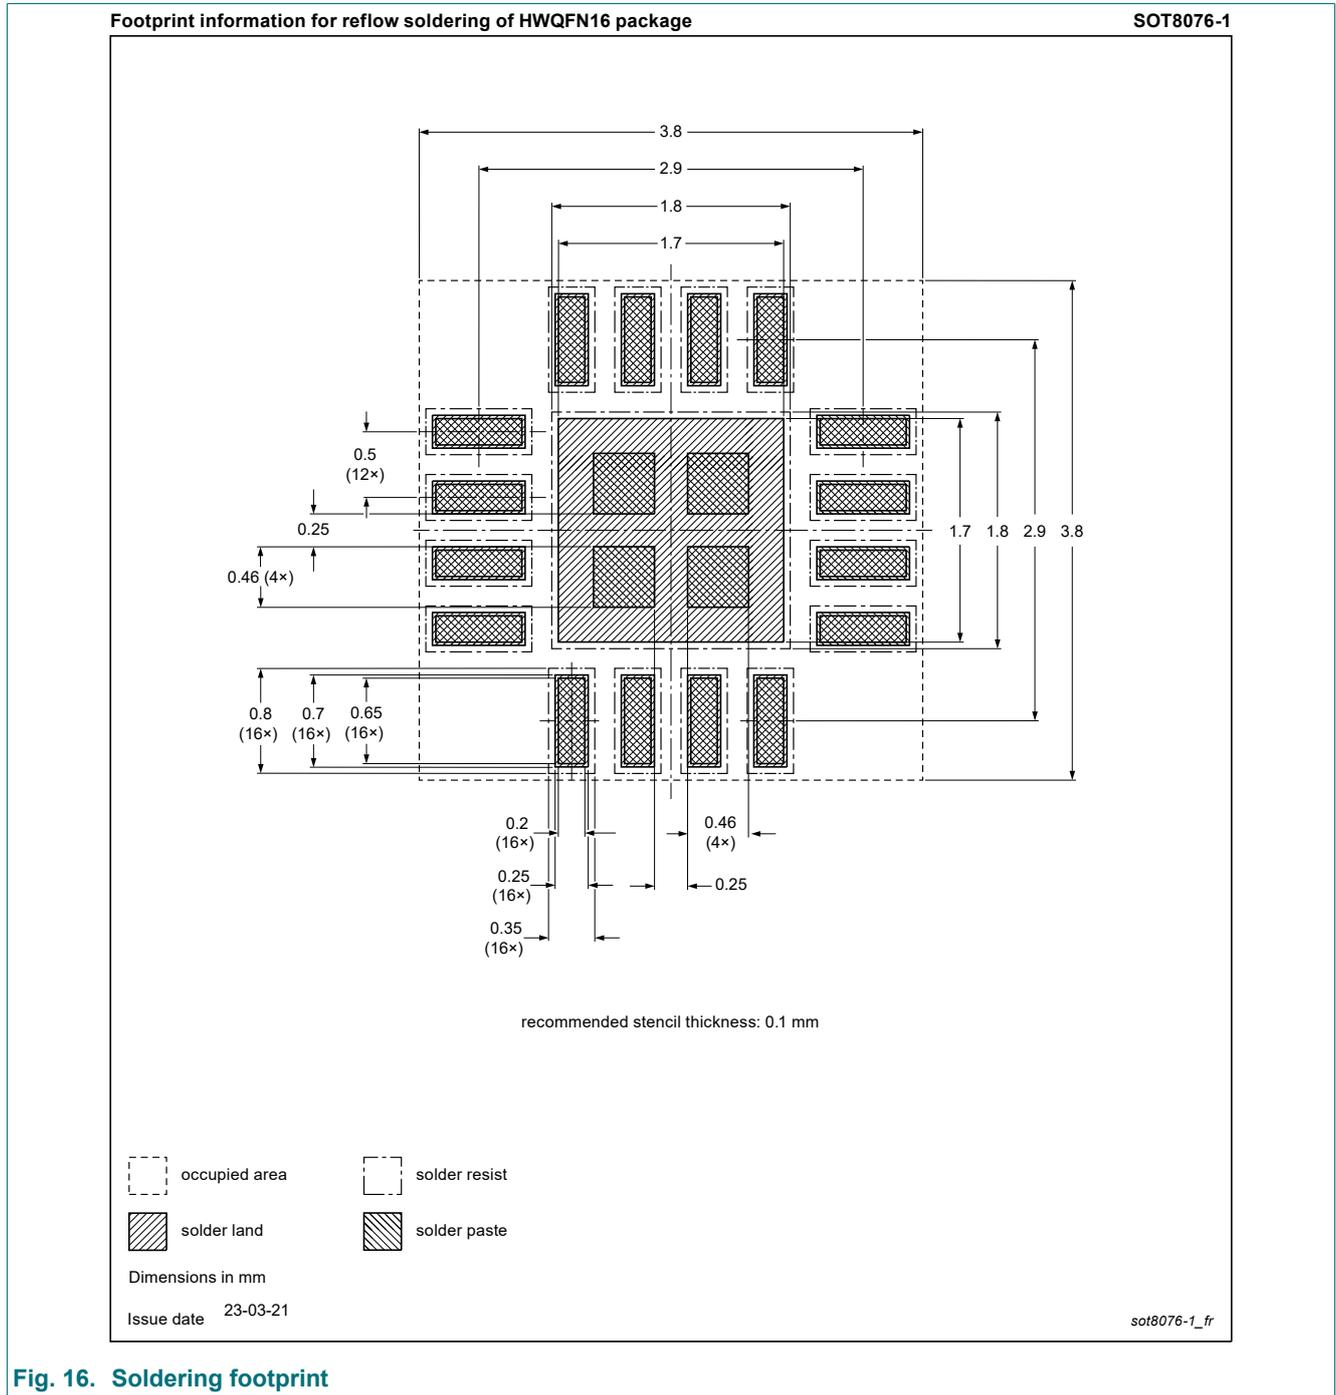 Footprint information for reflow soldering of HWQFN16 package SOT8076-1
3.8
2.9
1.8
1.7
0.5
(12×)
0.25
0.46 (4×)
1.7 1.8 2.9 3.8
0.8 0.7 0.65
(16×) (16×) (16×)
0.2 0.46
(16×) (4×)
0.25 0.25
(16×)
0.35
(16×)
recommended stencil thickness: 0.1 mm
occupied area solder resist
solder land solder paste
Dimensions in mm
Issue date 23-03-21
sot8076-1_fr
Fig. 16. Soldering footprint